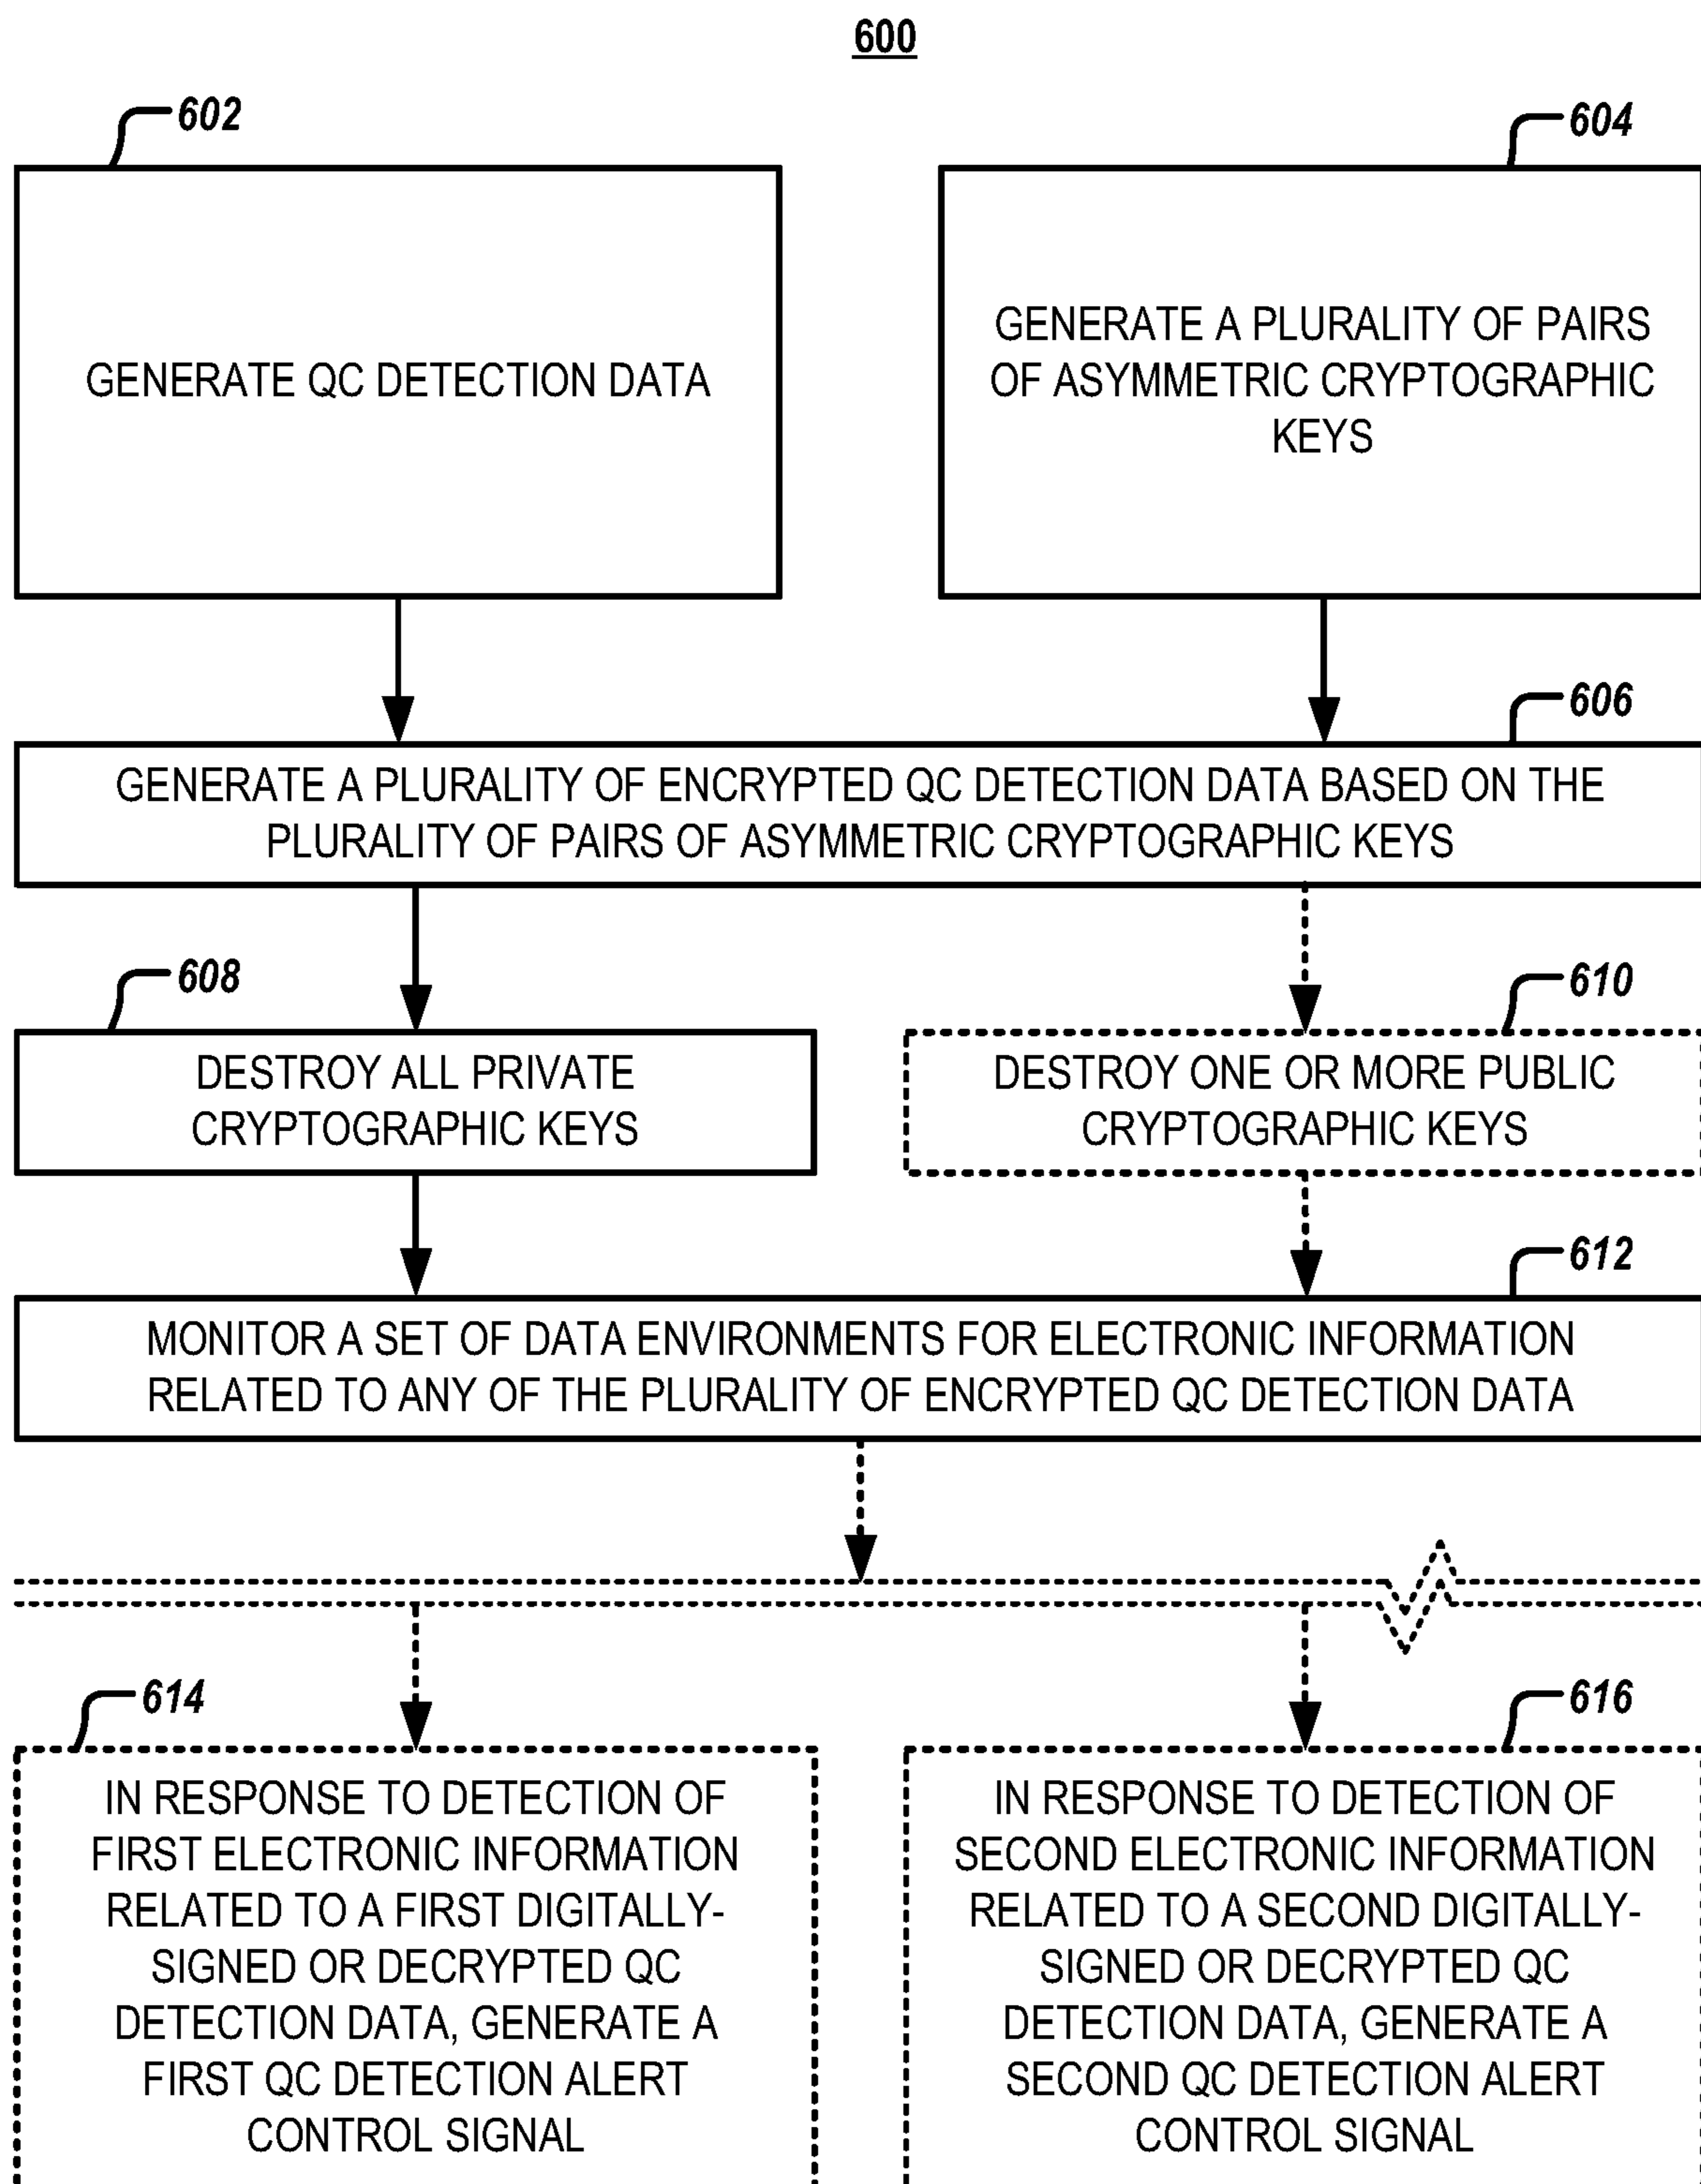 600
602
604
GENERATE QC DETECTION DATA
GENERATE A PLURALITY OF PAIRS
OF ASYMMETRIC CRYPTOGRAPHIC
KEYS
606
GENERATE A PLURALITY OF ENCRYPTED QC DETECTION DATA BASED ON THE
PLURALITY OF PAIRS OF ASYMMETRIC CRYPTOGRAPHIC KEYS
608
610
DESTROY ALL PRIVATE
CRYPTOGRAPHIC KEYS
DESTROY ONE OR MORE PUBLIC
CRYPTOGRAPHIC KEYS
612
MONITOR A SET OF DATA ENVIRONMENTS FOR ELECTRONIC INFORMATION
RELATED TO ANY OF THE PLURALITY OF ENCRYPTED QC DETECTION DATA
614
616
IN RESPONSE TO DETECTION OF
FIRST ELECTRONIC INFORMATION
RELATED TO A FIRST DIGITALLY-
SIGNED OR DECRYPTED QC
DETECTION DATA, GENERATE A
FIRST QC DETECTION ALERT
CONTROL SIGNAL
IN RESPONSE TO DETECTION OF
SECOND ELECTRONIC INFORMATION
RELATED TO A SECOND DIGITALLY-
SIGNED OR DECRYPTED QC
DETECTION DATA, GENERATE A
SECOND QC DETECTION ALERT
CONTROL SIGNAL